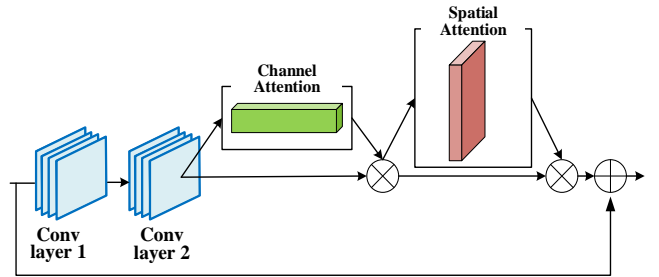 Spatial
Attention
Channel
Attention
Conv
layer 1
Conv
layer 2